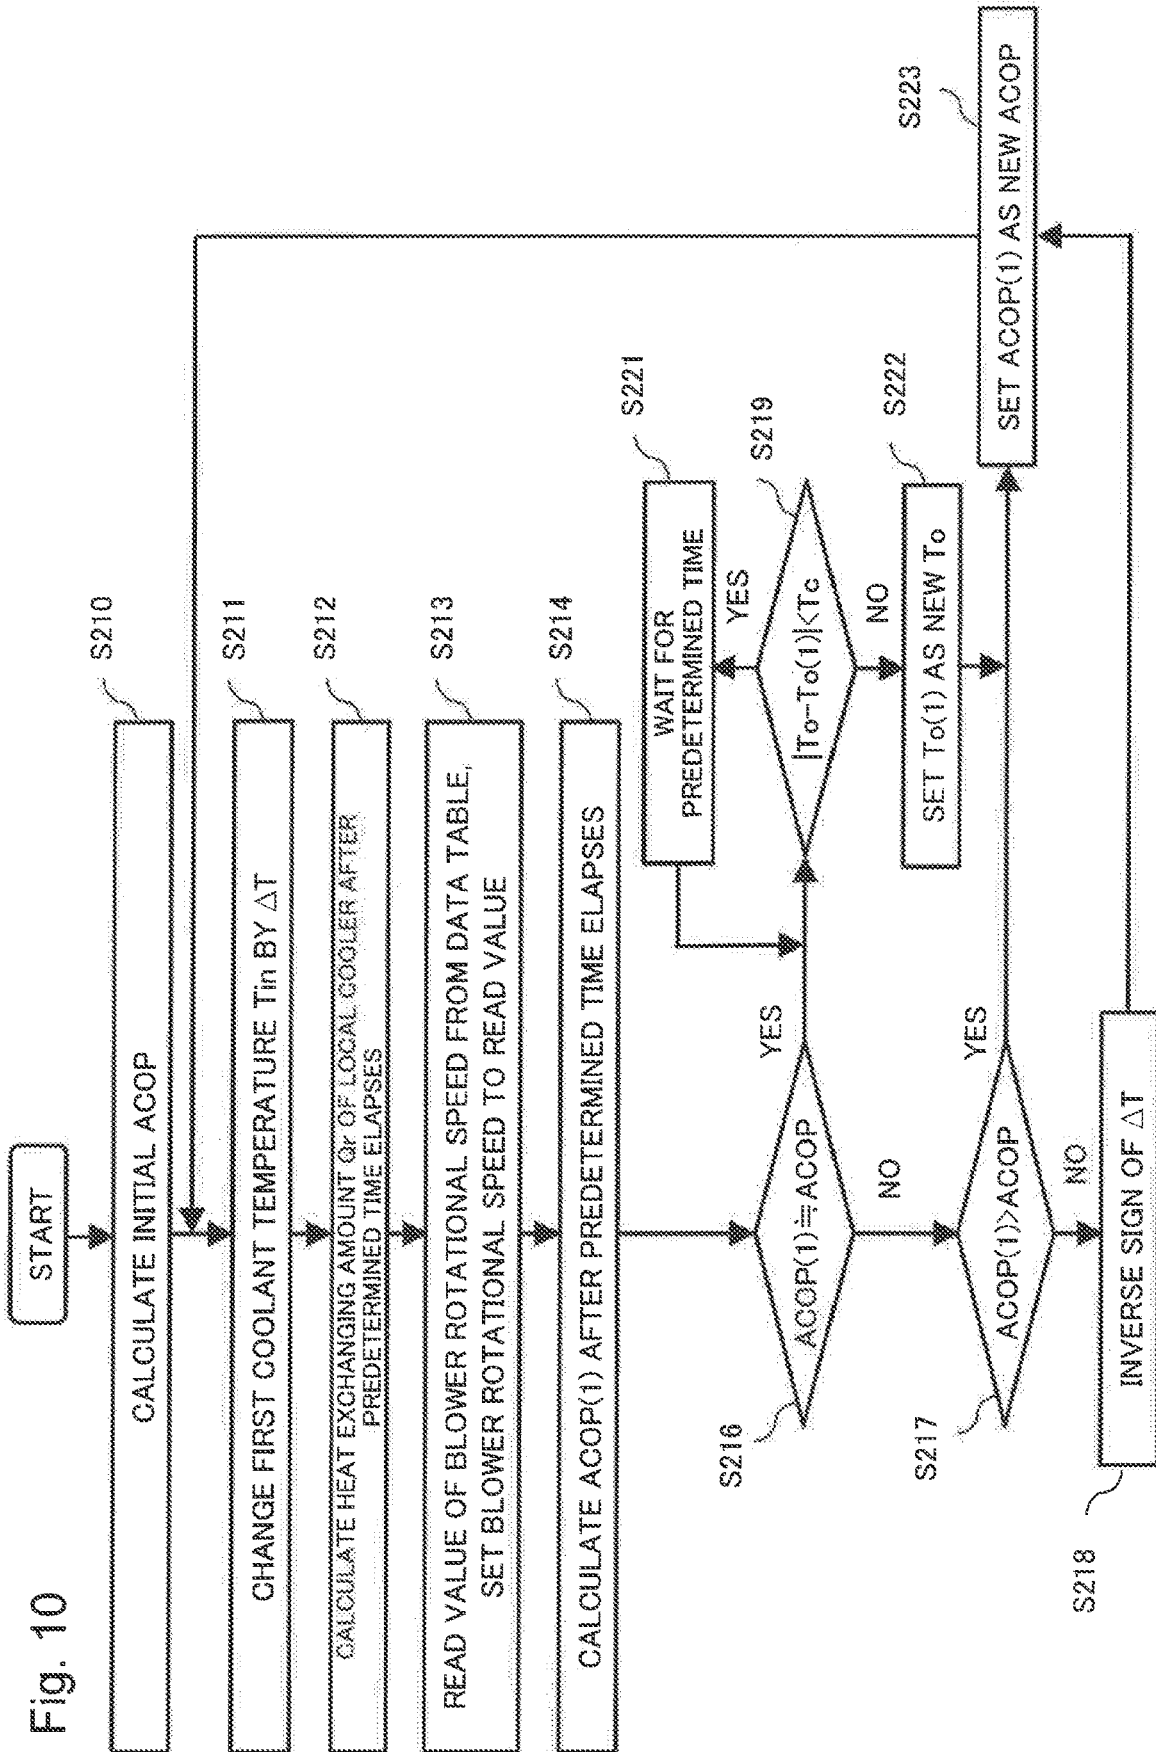 Fig. 10
START
CALCULATE INITIAL ACOP
S210
CHANGE FIRST COOLANT TEMPERATURE Tin BY △T
S211
CALCULATE HEAT EXCHANGING AMOUNT Qr OF LOCAL COOLER AFTER
PREDETERMINED TIME ELAPSES
S212
READ VALUE OF BLOWER ROTATIONAL SPEED FROM DATA TABLE,
SET BLOWER ROTATIONAL SPEED TO READ VALUE
S213
CALCULATE ACOP(1) AFTER PREDETERMINED TIME ELAPSES
S214
WAIT FOR
PREDETERMINED TIME
S221
S216
ACOP(1)≒ACOP
YES
NO
|To-To(1)|<Tc
S219
YES
NO
SET To(1) AS NEW To
S222
S217
ACOP(1)>ACOP
YES
NO
SET ACOP(1) AS NEW ACOP
S223
S218
INVERSE SIGN OF △T